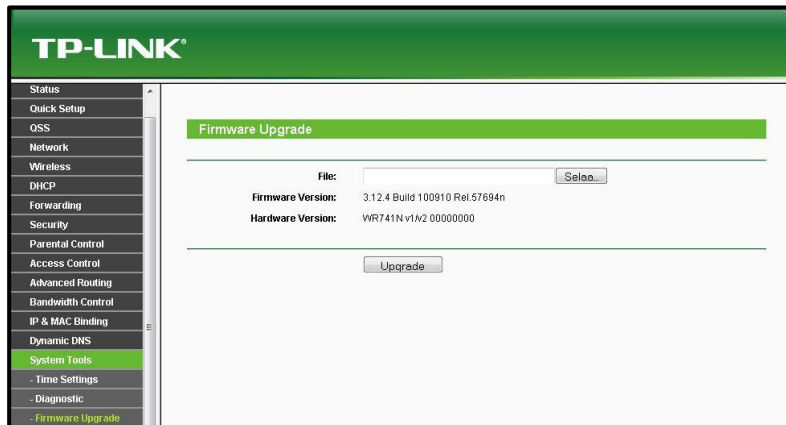 TP-LINK®
Status
Quick Setup
QSS
Network
Wireless
DHCP
Forwarding
Security
Parental Control
Access Control
Advanced Routing
Bandwidth Control
IP & MAC Binding
Dynamic DNS
System Tools
- Time Settings
- Diagnostic
- Firmware Upgrade
Firmware Upgrade
File: Selaa...
Firmware Version: 3.12.4 Build 100910 Rel.57694n
Hardware Version: WR741N v1/v2 00000000
Upgrade